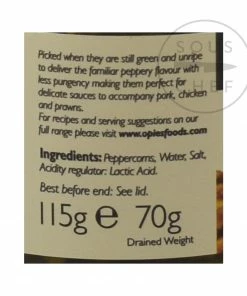 SOUS
CHEF
Picked when they are still green and unripe
to deliver the familiar peppery flavour with
less pungency making them perfect for
delicate sauces to accompany pork, chicken
and prawns.
For recipes and serving suggestions on our
full range please visit www.opiesfoods.com
Ingredients: Peppercorns, Water, Salt,
Acidity regulator: Lactic Acid.
Best before end: See lid.
115g e 70g
Drained Weight